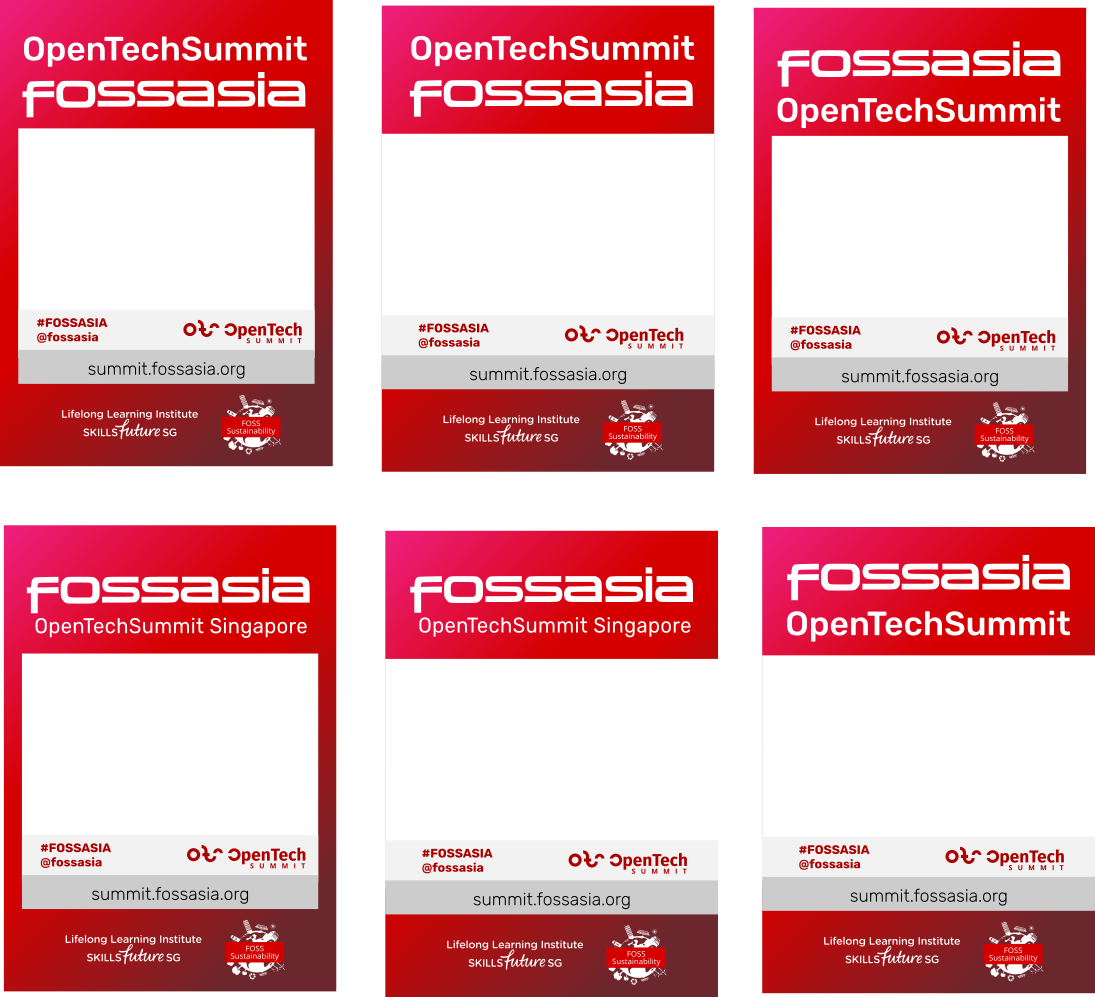 OpenTechSummit
fossasia
#FOSSASIA
@fossasia
OpenTech
SUMMIT
summit.fossasia.org
Lifelong Learning Institute
SKILLSfuture SG
FOSS
Sustainability
OpenTechSummit
fossasia
#FOSSASIA
@fossasia
OpenTech
SUMMIT
summit.fossasia.org
Lifelong Learning Institute
SKILLSfuture SG
FOSS
Sustainability
fossasia
OpenTechSummit
#FOSSASIA
@fossasia
OpenTech
SUMMIT
summit.fossasia.org
Lifelong Learning Institute
SKILLSfuture SG
FOSS
Sustainability
fossasia
OpenTechSummit Singapore
#FOSSASIA
@fossasia
OpenTech
SUMMIT
summit.fossasia.org
Lifelong Learning Institute
SKILLSfuture SG
FOSS
Sustainability
fossasia
OpenTechSummit Singapore
#FOSSASIA
@fossasia
OpenTech
SUMMIT
summit.fossasia.org
Lifelong Learning Institute
SKILLSfuture SG
FOSS
Sustainability
fossasia
OpenTechSummit
#FOSSASIA
@fossasia
OpenTech
SUMMIT
summit.fossasia.org
Lifelong Learning Institute
SKILLSfuture SG
FOSS
Sustainability